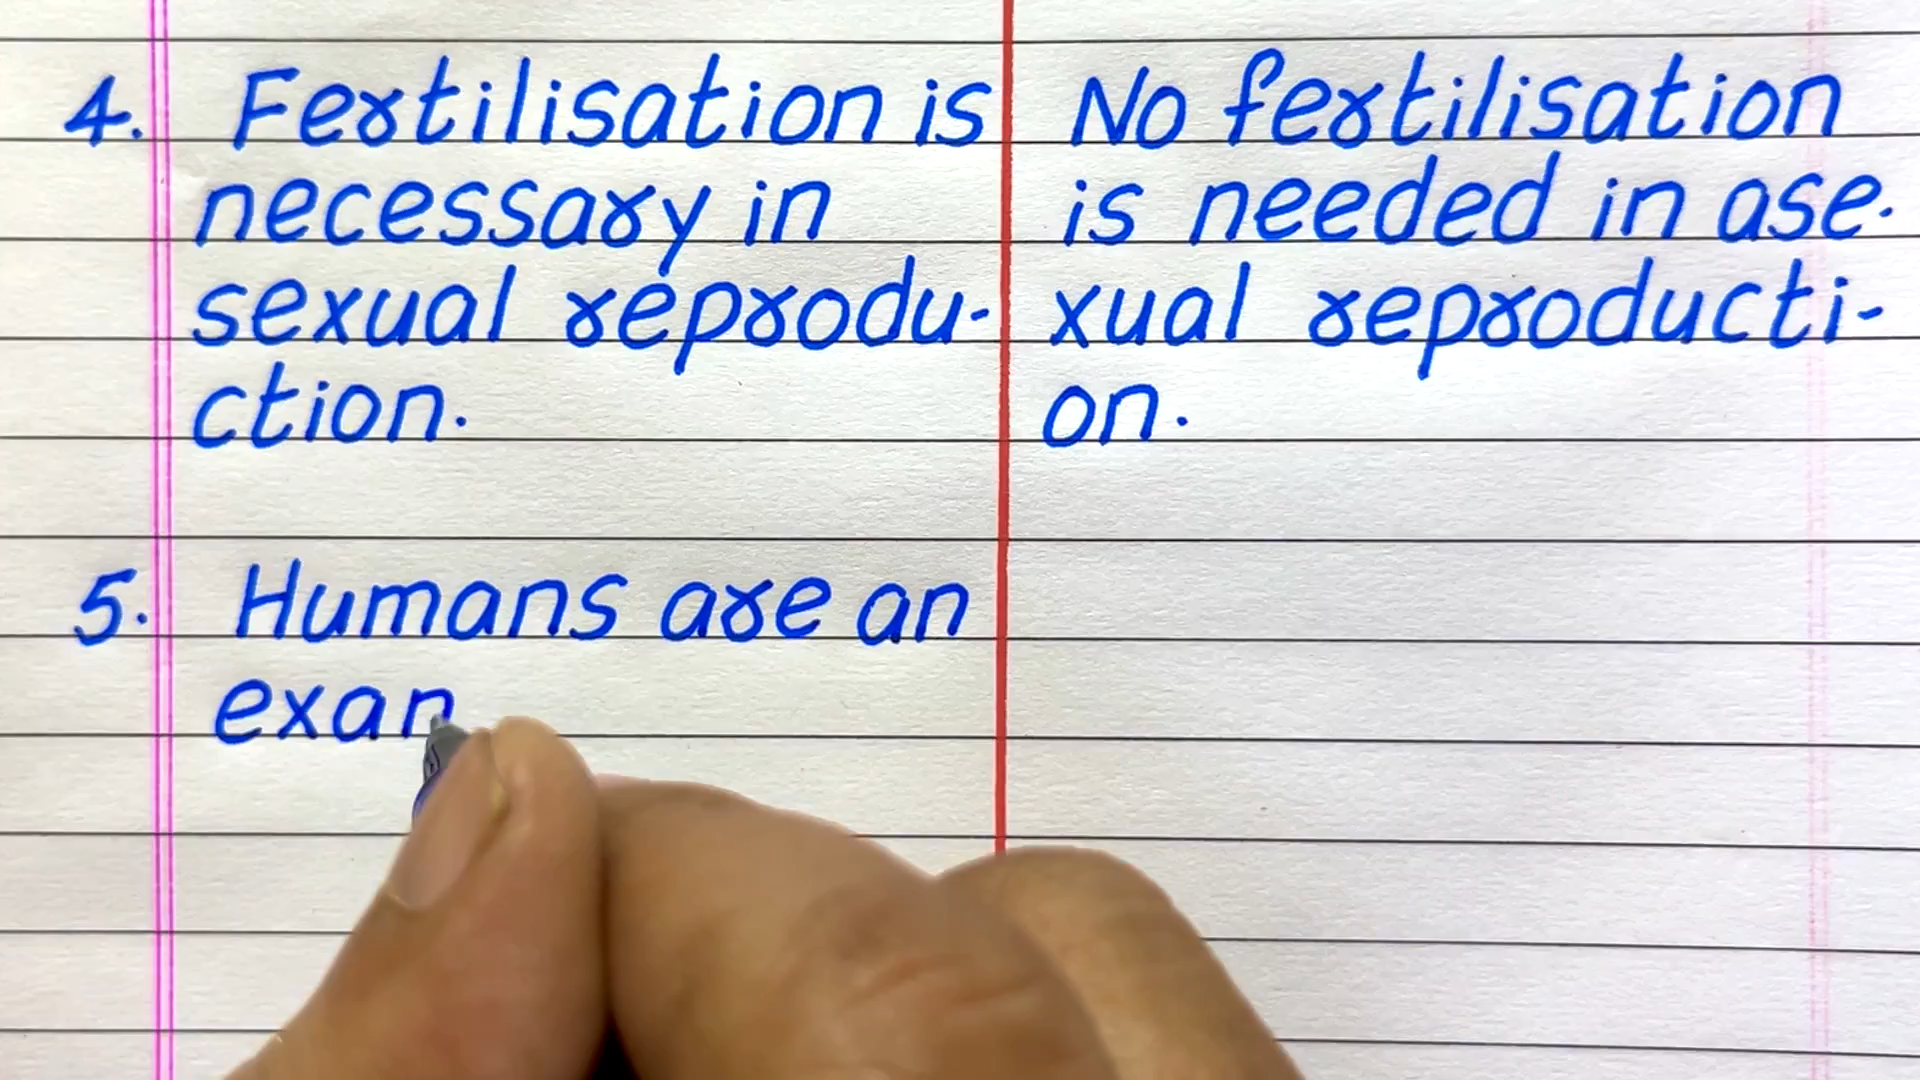 4. Fertilisation is
necessary in
sexual reprodu-
ction.
No fertilisation
is needed in ase-
xual reproducti-
on.
5. Humans are an